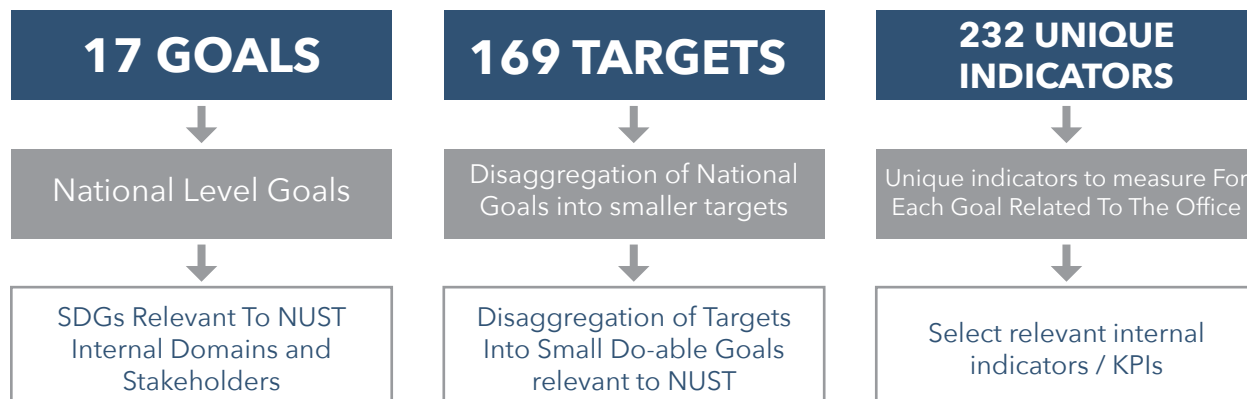 17 GOALS
National Level Goals
SDGs Relevant To NUST
Internal Domains and
Stakeholders
169 TARGETS
Disaggregation of National
Goals into smaller targets
Disaggregation of Targets
Into Small Do-able Goals
relevant to NUST
232 UNIQUE
INDICATORS
Unique indicators to measure For
Each Goal Related To The Office
Select relevant internal
indicators / KPIs